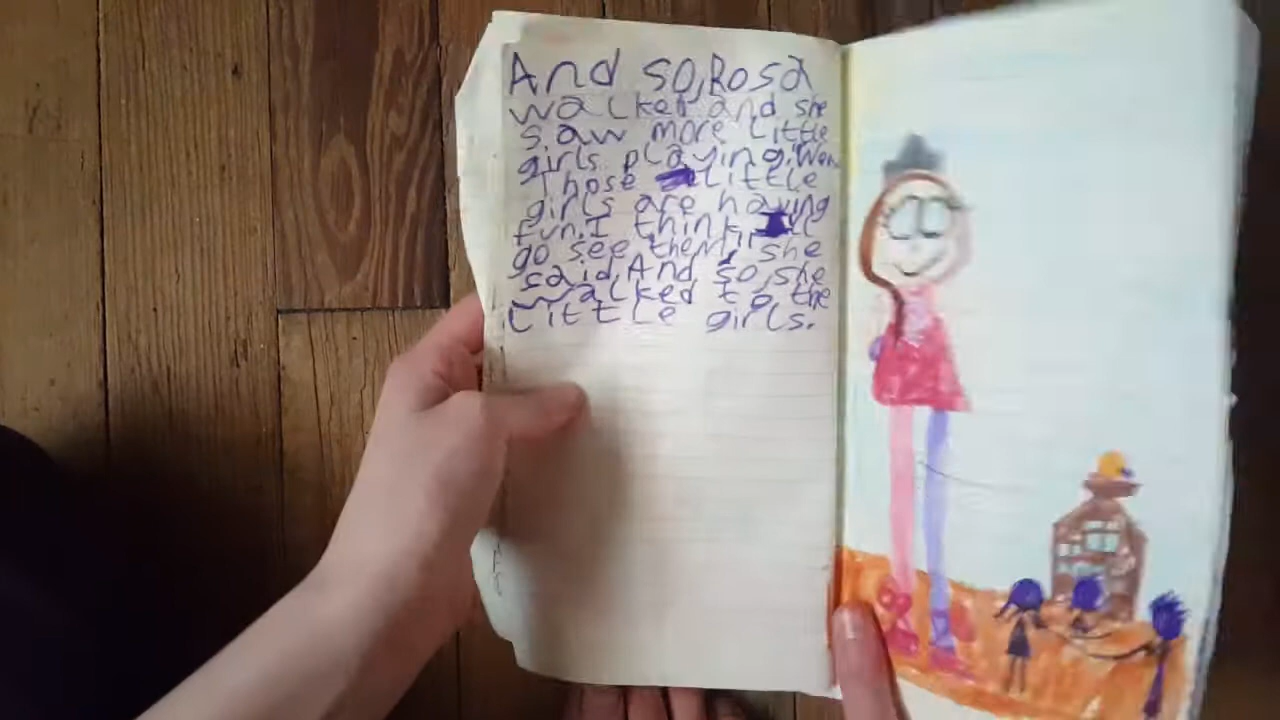 And so, Rosa
walked and she
saw more little
girls playing. Wow
Those little
girls are having
fun. I think I'll
go see them, she
said. And so, she
walked to the
little girls.